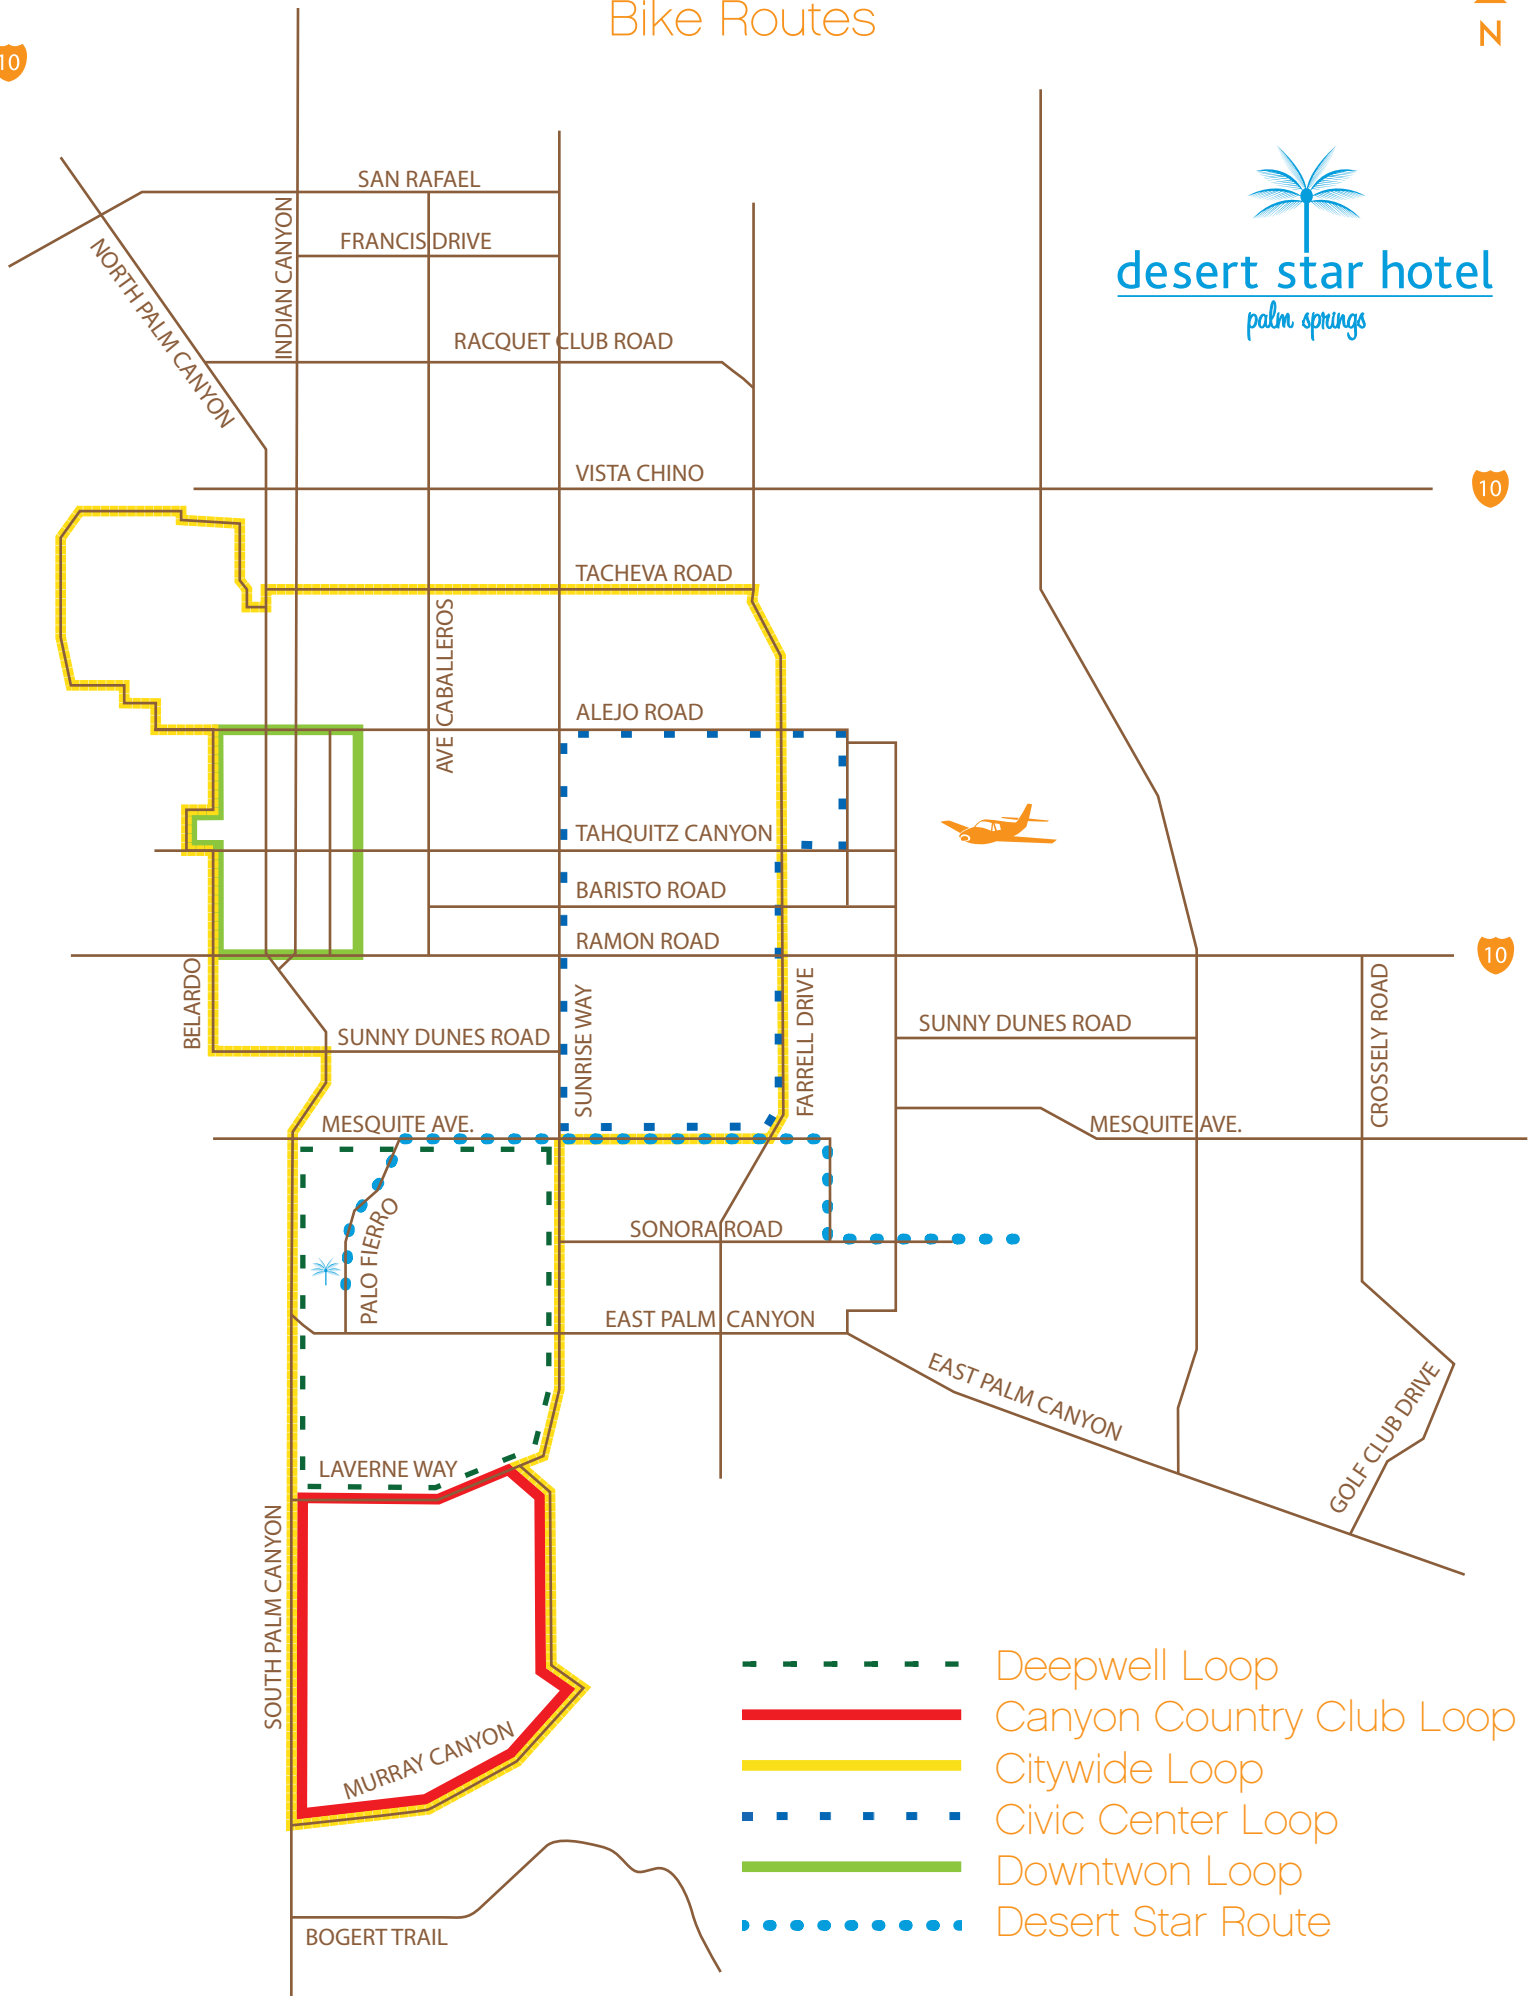 Bike Routes
N
10
SAN RAFAEL
INDIAN CANYON
FRANCIS DRIVE
NORTH PALM CANYON
desert star hotel
palm springs
RACQUET CLUB ROAD
VISTA CHINO
10
TACHEVA ROAD
AVE CABALLEROS
ALEJO ROAD
TAHQUITZ CANYON
BARISTO ROAD
RAMON ROAD
10
BELARDO
SUNRISE WAY
FARRELL DRIVE
CROSSELY ROAD
SUNNY DUNES ROAD
SUNNY DUNES ROAD
MESQUITE AVE.
MESQUITE AVE.
PALO FIERRO
SONORA ROAD
EAST PALM CANYON
EAST PALM CANYON
GOLF CLUB DRIVE
LAVERNE WAY
SOUTH PALM CANYON
MURRAY CANYON
Deepwell Loop
Canyon Country Club Loop
Citywide Loop
Civic Center Loop
Downtwon Loop
Desert Star Route
BOGERT TRAIL